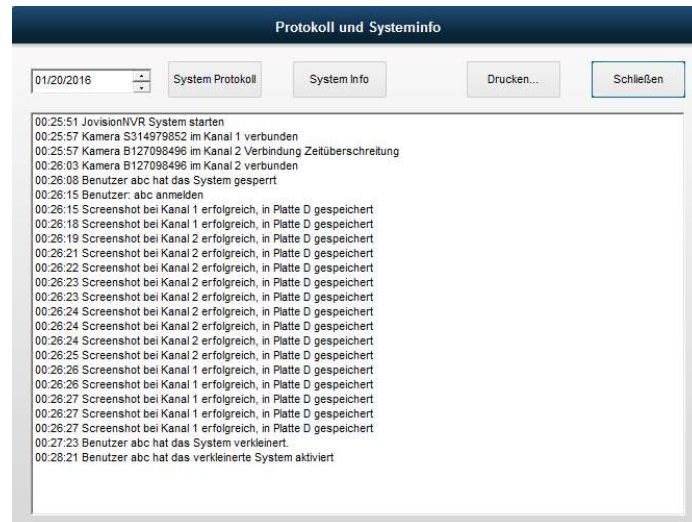 Protokoll und Systeminfo
01/20/2016 System Protokoll System Info Drucken... Schließen
00:25:51 JovisionNVR System starten
00:25:57 Kamera S314979852 im Kanal 1 verbunden
00:25:57 Kamera B127098496 im Kanal 2 Verbindung Zeitüberschreitung
00:26:03 Kamera B127098496 im Kanal 2 verbunden
00:26:08 Benutzer abc hat das System gesperrt
00:26:15 Benutzer: abc anmelden
00:26:15 Screenshot bei Kanal 1 erfolgreich, in Platte D gespeichert
00:26:18 Screenshot bei Kanal 1 erfolgreich, in Platte D gespeichert
00:26:19 Screenshot bei Kanal 2 erfolgreich, in Platte D gespeichert
00:26:21 Screenshot bei Kanal 2 erfolgreich, in Platte D gespeichert
00:26:22 Screenshot bei Kanal 2 erfolgreich, in Platte D gespeichert
00:26:23 Screenshot bei Kanal 2 erfolgreich, in Platte D gespeichert
00:26:23 Screenshot bei Kanal 2 erfolgreich, in Platte D gespeichert
00:26:24 Screenshot bei Kanal 2 erfolgreich, in Platte D gespeichert
00:26:24 Screenshot bei Kanal 2 erfolgreich, in Platte D gespeichert
00:26:24 Screenshot bei Kanal 2 erfolgreich, in Platte D gespeichert
00:26:25 Screenshot bei Kanal 2 erfolgreich, in Platte D gespeichert
00:26:26 Screenshot bei Kanal 1 erfolgreich, in Platte D gespeichert
00:26:26 Screenshot bei Kanal 1 erfolgreich, in Platte D gespeichert
00:26:27 Screenshot bei Kanal 1 erfolgreich, in Platte D gespeichert
00:26:27 Screenshot bei Kanal 1 erfolgreich, in Platte D gespeichert
00:26:27 Screenshot bei Kanal 1 erfolgreich, in Platte D gespeichert
00:27:23 Benutzer abc hat das System verkleinert.
00:28:21 Benutzer abc hat das verkleinerte System aktiviert